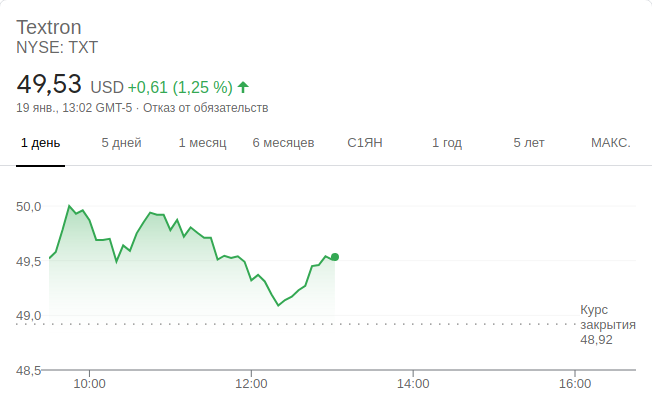 Textron
NYSE: TXT
49,53 USD +0,61 (1,25 %)
19 янв., 13:02 GMT-5 · Отказ от обязательств
1 день 5 дней 1 месяц 6 месяцев С1ЯН 1 год 5 лет МАКС.
50,0
49,5
49,0
Курс
закрытия
48,92
48,5
10:00 12:00 14:00 16:00